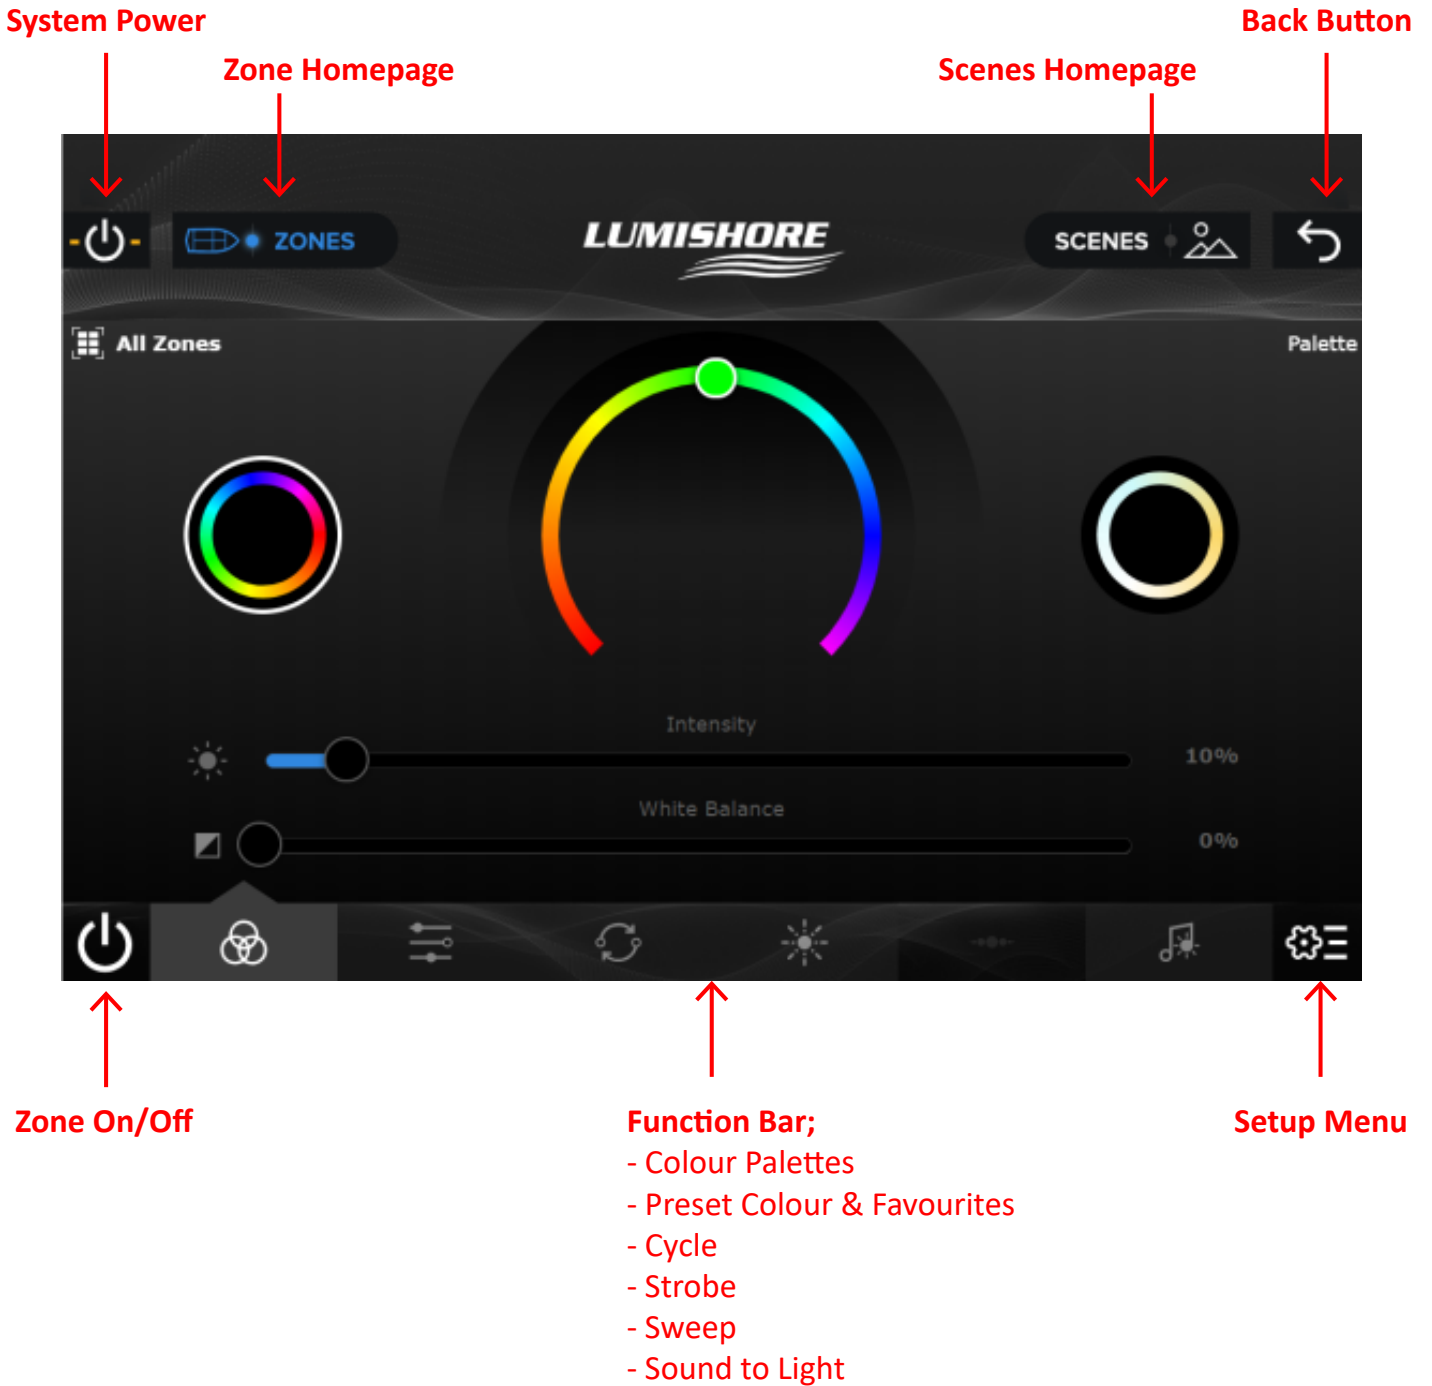 System Power
Back Button
Zone Homepage
Scenes Homepage
ZONES
LUMISHORE
SCENES
All Zones
Palette
Intensity
10%
White Balance
0%
Zone On/Off
Function Bar;
Setup Menu
- Colour Palettes
- Preset Colour & Favourites
- Cycle
- Strobe
- Sweep
- Sound to Light